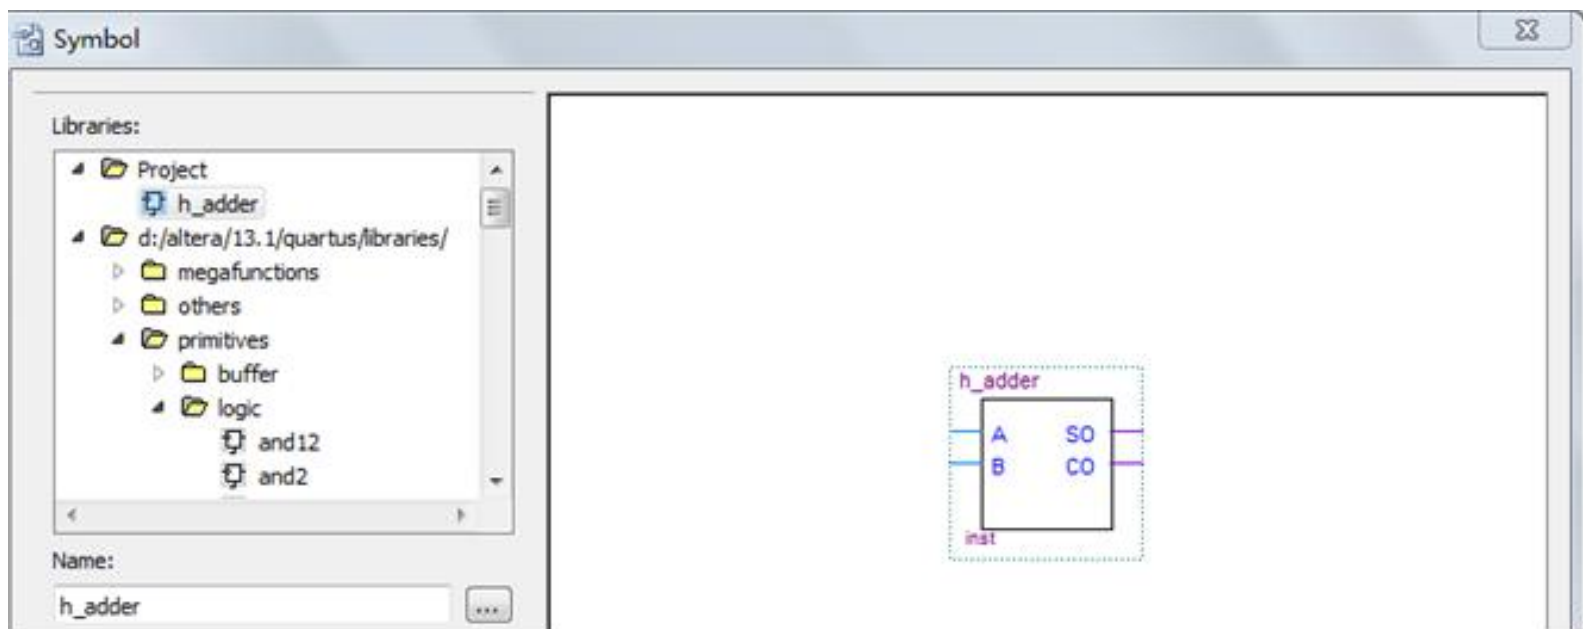 Symbol
Libraries:
Project
h_adder
d:/altera/13.1/quartus/libraries/
megafunctions
others
primitives
buffer
logic
and12
and2
Name:
h_adder
...
h_adder
A SO
B CO
inst